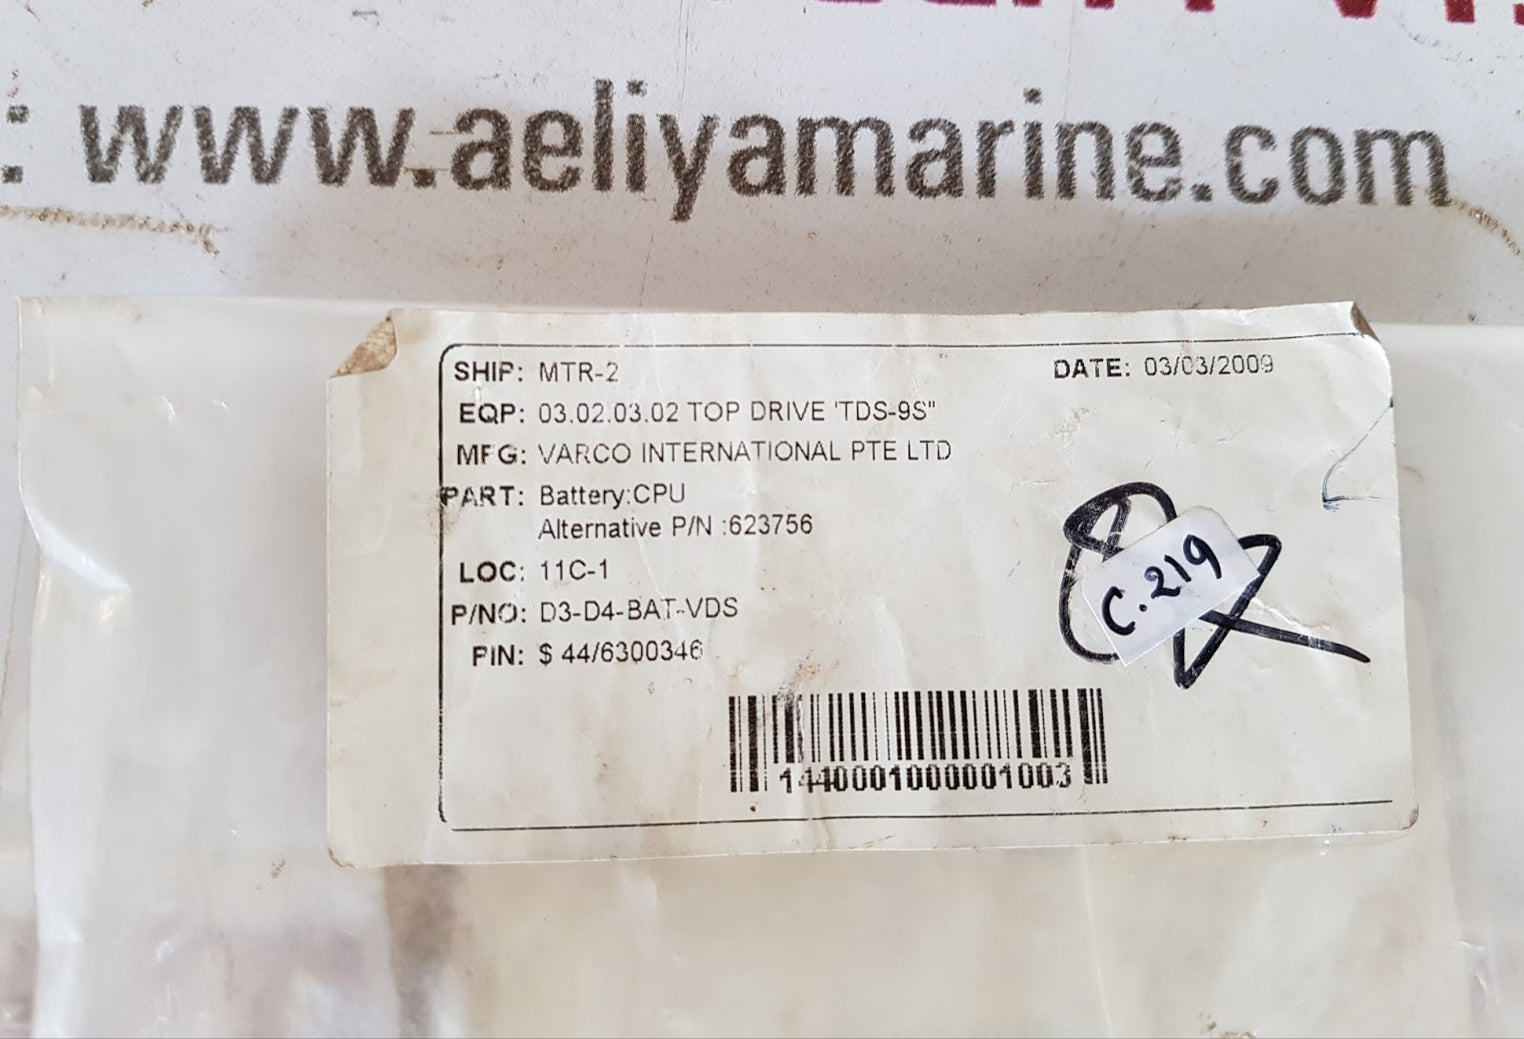 : www.aeliyamarine.com
SHIP: MTR-2
DATE: 03/03/2009
EQP: 03.02.03.02 TOP DRIVE 'TDS-9S"
MFG: VARCO INTERNATIONAL PTE LTD
PART: Battery:CPU
Alternative P/N :623756
LOC: 11C-1
P/NO: D3-D4-BAT-VDS
PIN: $ 44/6300346
C.219
1440001000001003